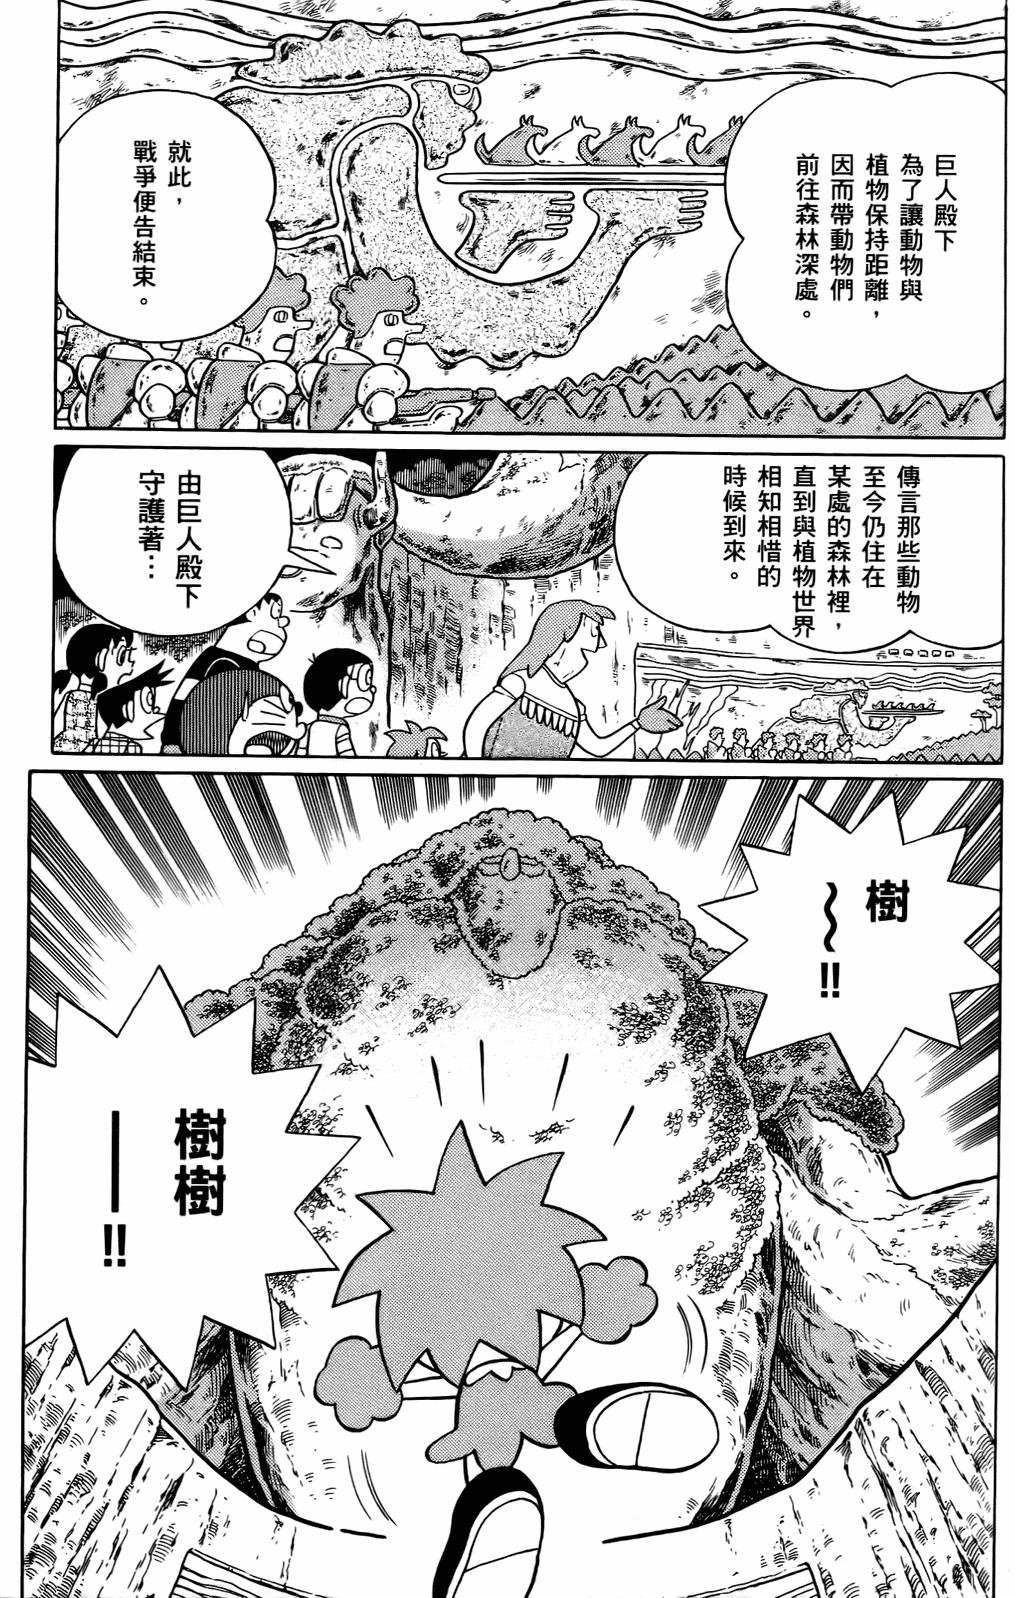 巨人殿下
為了讓動物與
植物保持距離，
因而帶動物們
前往森林深處。
就此，
戰爭便告結束。
傳言那些動物
至今仍住在
某處的森林裡，
直到與植物世界
相知相惜的
時候到來。
由巨人殿下
守護著…
樹
～!!
樹樹
——!!